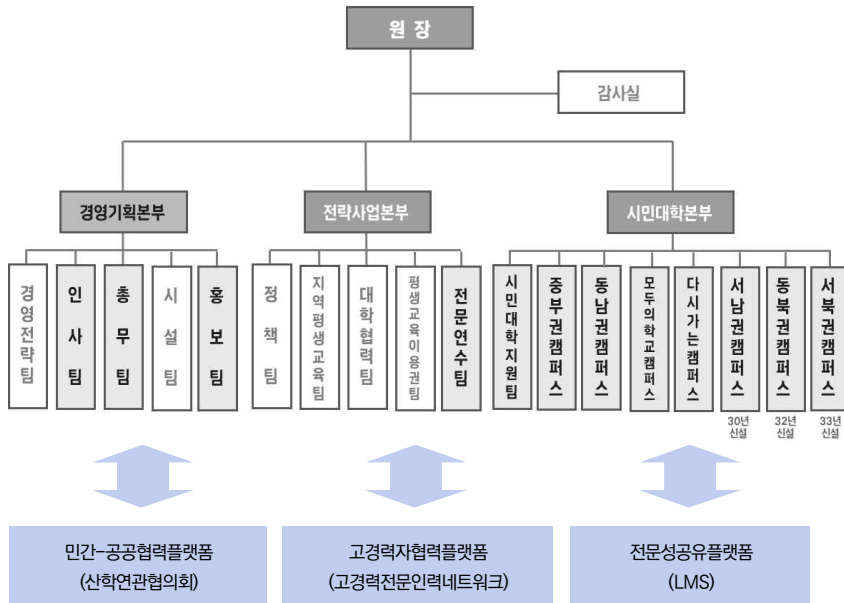 원 장
감사실
경영기획본부
전략사업본부
시민대학본부
경영전략팀
인사팀
총무팀
시설팀
홍보팀
정책팀
지역평생교육팀
대학협력팀
평생교육이용권팀
전문연수팀
시민대학지원팀
중부권캠퍼스
동남권캠퍼스
모두의학교캠퍼스
다시가는캠퍼스
서남권캠퍼스
동북권캠퍼스
서북권캠퍼스
30년
신설
32년
신설
33년
신설
민간-공공협력플랫폼
(산학연관협의회)
고경력자협력플랫폼
(고경력전문인력네트워크)
전문성공유플랫폼
(LMS)